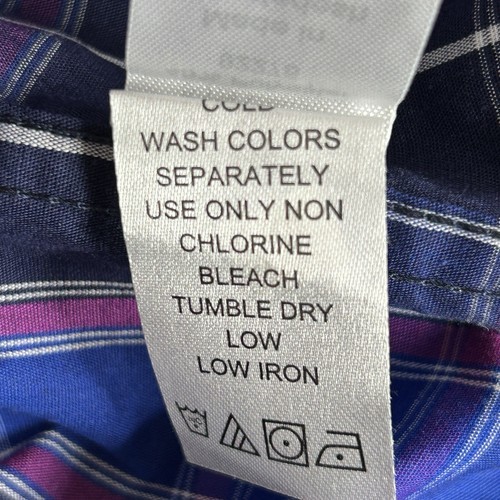 COLD
WASH COLORS
SEPARATELY
USE ONLY NON
CHLORINE
BLEACH
TUMBLE DRY
LOW
LOW IRON